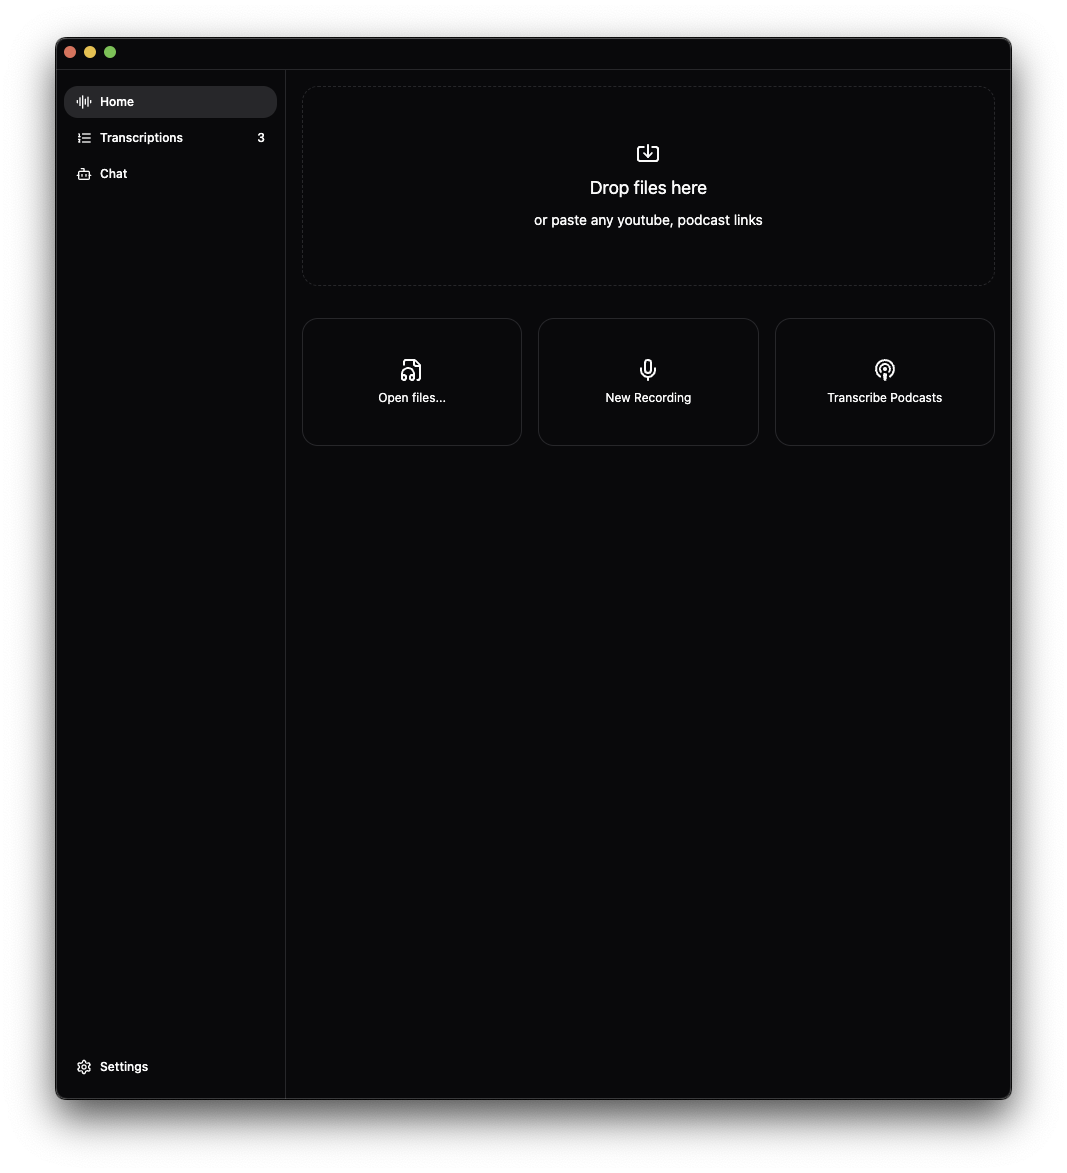 Home
Transcriptions 3
Chat
Drop files here
or paste any youtube, podcast links
Open files...
New Recording
Transcribe Podcasts
Settings